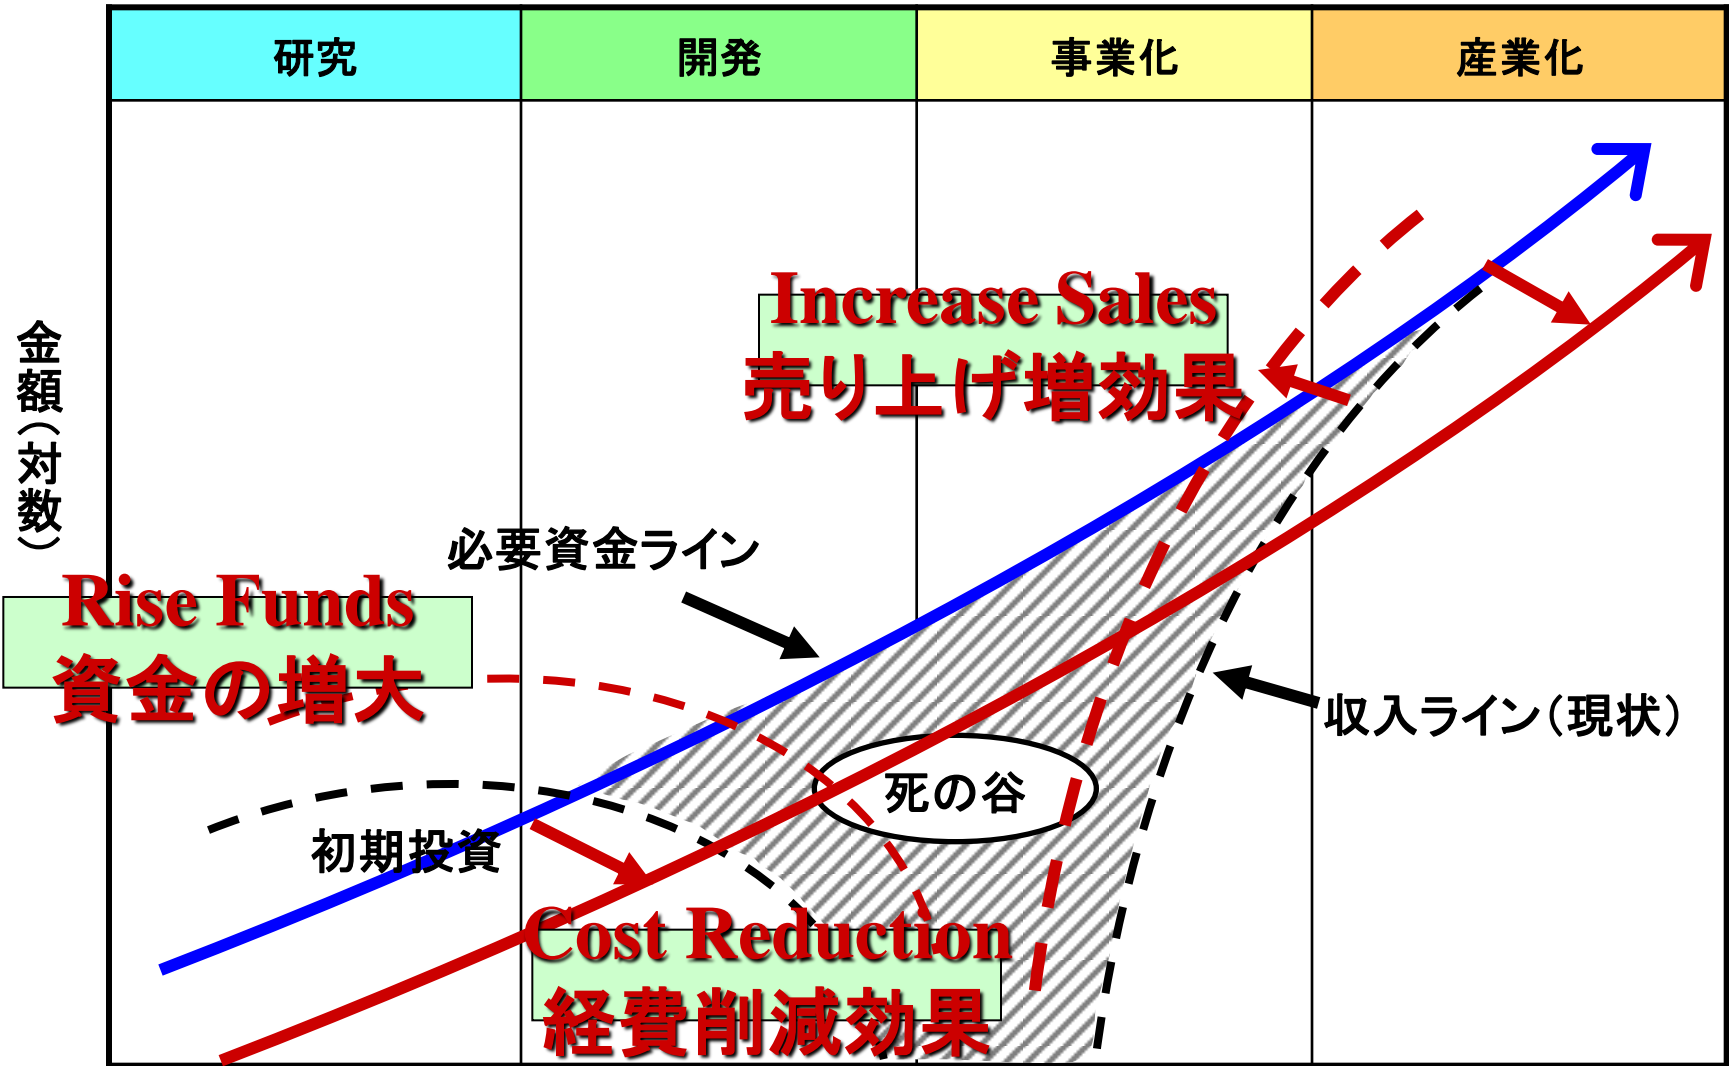 研究
開発
事業化
産業化
金額（対数）
Increase Sales
売り上げ増効果
必要資金ライン
Rise Funds
資金の増大
収入ライン（現状）
死の谷
初期投資
Cost Reduction
経費削減効果